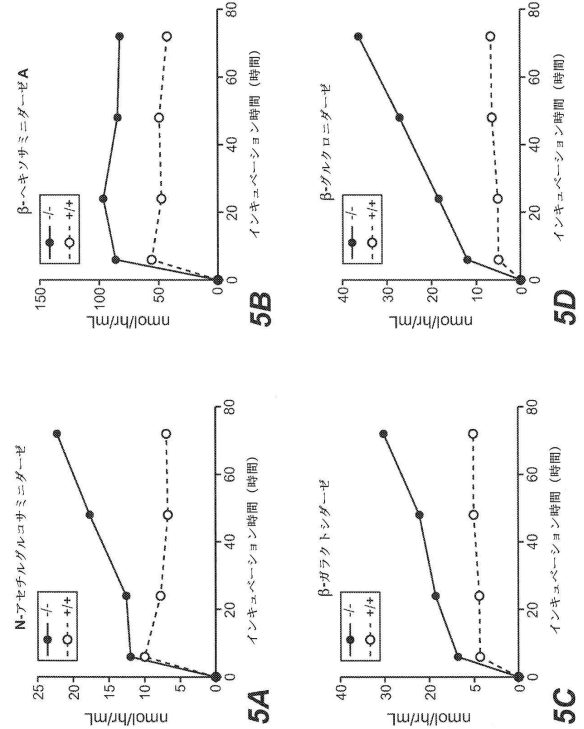 N-アセチルグルコサミニダーゼ
-/-
+/+
25
20
15
10
5
0
nmol/hr/mL
0 20 40 60 80
インキュベーション時間 (時間)
5A
β-ヘキソサミニダーゼ A
-/-
+/+
150
100
50
0
nmol/hr/mL
0 20 40 60 80
インキュベーション時間 (時間)
5B
β-ガラクトシダーゼ
-/-
+/+
40
30
10
5
0
nmol/hr/mL
0 20 40 60 80
インキュベーション時間 (時間)
5C
β-グルクロニダーゼ
-/-
+/+
40
30
20
10
0
nmol/hr/mL
0 20 40 60 80
インキュベーション時間 (時間)
5D